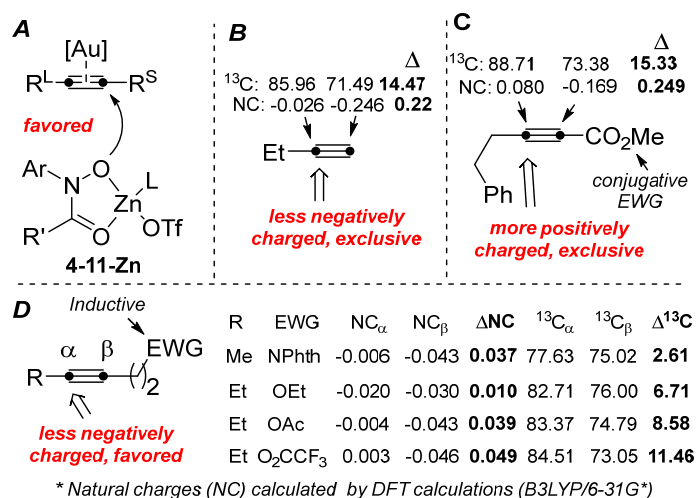 A
[Au]
Rᴸ Rˢ
favored
Ar
N O
L
Zn
OTf
R' O
4-11-Zn
B
Δ
¹³C: 85.96 71.49 14.47
NC: -0.026 -0.246 0.22
Et
less negatively
charged, exclusive
C
Δ
¹³C: 88.71 73.38 15.33
NC: 0.080 -0.169 0.249
CO₂Me
Ph
conjugative
EWG
more positively
charged, exclusive
D
Inductive
α β EWG
R ( )₂
less negatively
charged, favored
R EWG NCα NCβ ΔNC ¹³Cα ¹³Cβ Δ¹³C
Me NPhth -0.006 -0.043 0.037 77.63 75.02 2.61
Et OEt -0.020 -0.030 0.010 82.71 76.00 6.71
Et OAc -0.004 -0.043 0.039 83.37 74.79 8.58
Et O₂CCF₃ 0.003 -0.046 0.049 84.51 73.05 11.46
* Natural charges (NC) calculated by DFT calculations (B3LYP/6-31G*)